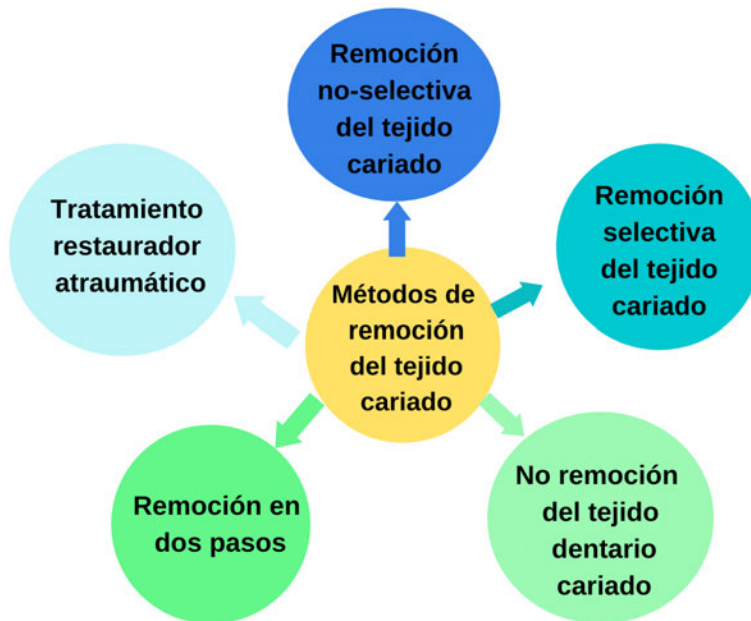 Remoción
no-selectiva
del tejido
cariado
Tratamiento
restaurador
atraumático
Remoción
selectiva
del tejido
cariado
Métodos de
remoción
del tejido
cariado
Remoción en
dos pasos
No remoción
del tejido
dentario
cariado